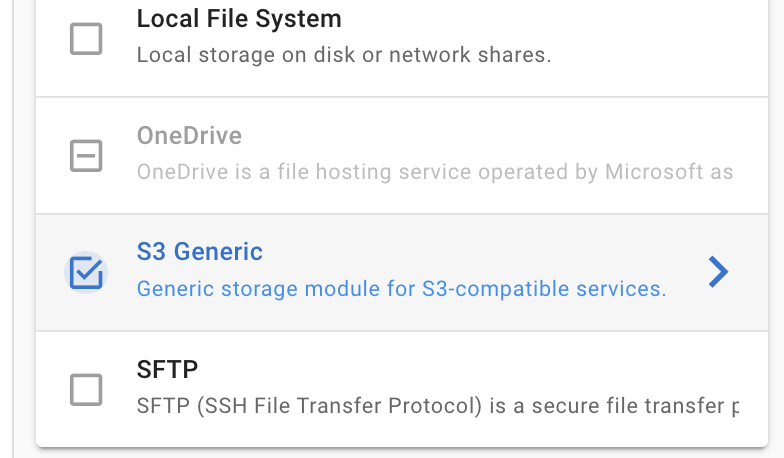 Local File System
Local storage on disk or network shares.
OneDrive
OneDrive is a file hosting service operated by Microsoft as
S3 Generic
Generic storage module for S3-compatible services.
SFTP
SFTP (SSH File Transfer Protocol) is a secure file transfer